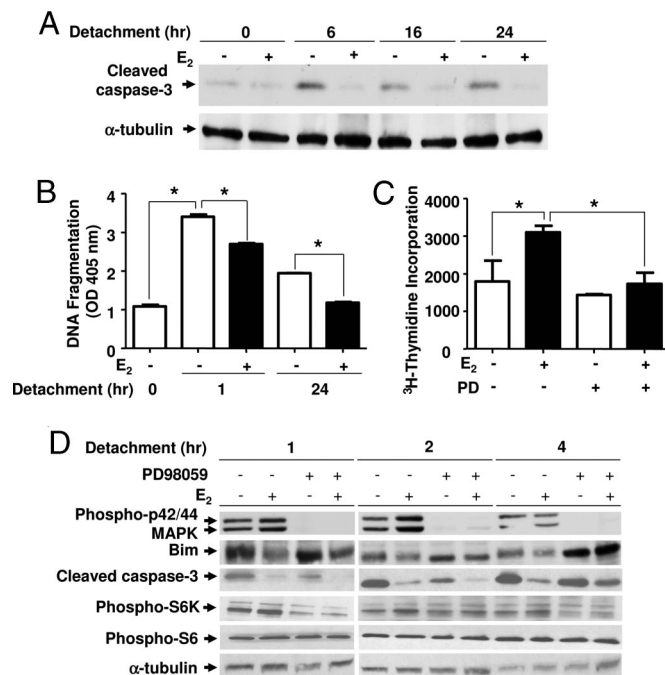 A
Detachment (hr) 0 6 16 24
E2 - + - + - + - +
Cleaved caspase-3
α-tubulin
B
DNA Fragmentation (OD 405 nm)
4
3
2
1
0
* * *
E2 - - + - +
Detachment (hr) 0 1 24
C
³H-Thymidine Incorporation
4000
3000
2000
1000
0
* *
E2 - + - +
PD - - + +
D
Detachment (hr) 1 2 4
PD98059 - - + + - - + + - - + +
E2 - + - + - + - + - + - +
Phospho-p42/44
MAPK
Bim
Cleaved caspase-3
Phospho-S6K
Phospho-S6
α-tubulin